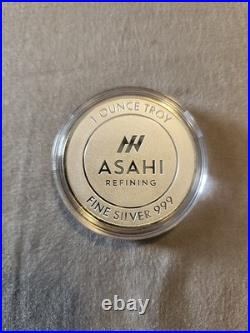 1 OUNCE TROY
ASAHI
REFINING
FINE SILVER 999